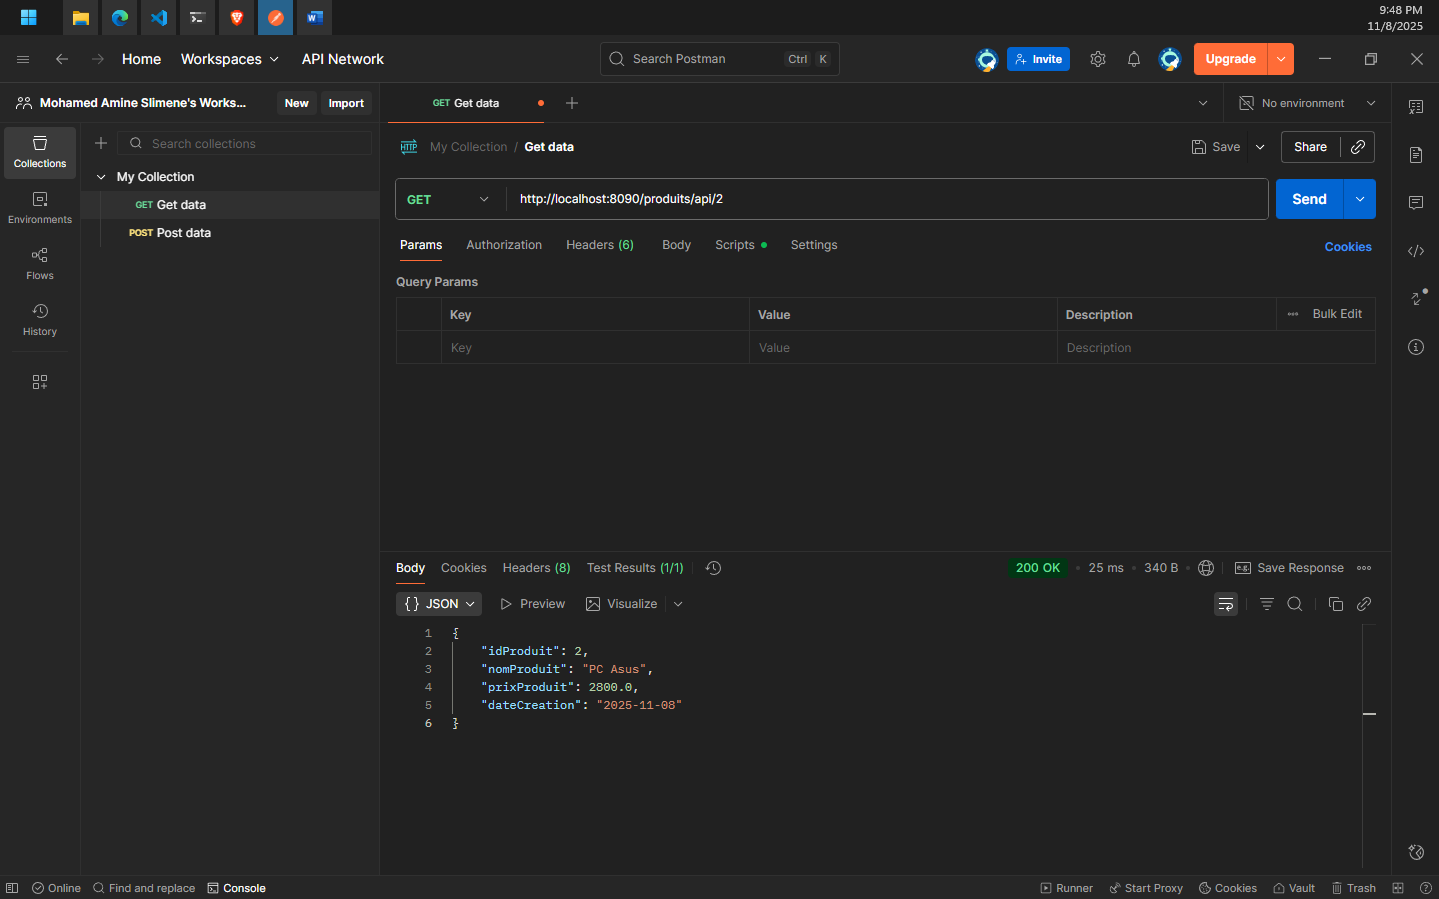 9:48 PM
11/8/2025
Home Workspaces API Network Search Postman Ctrl K Invite Upgrade
Mohamed Amine Slimene's Works... New Import GET Get data No environment
Collections Search collections HTTP My Collection / Get data Save Share
My Collection
GET Get data GET http://localhost:8090/produits/api/2 Send
Environments POST Post data
Params Authorization Headers (6) Body Scripts Settings Cookies
Flows
Query Params
Key Value Description Bulk Edit
History
Key Value Description
Body Cookies Headers (8) Test Results (1/1) 200 OK 25 ms 340 B e.g. Save Response
{} JSON Preview Visualize
1 {
2 "idProduit": 2,
3 "nomProduit": "PC Asus",
4 "prixProduit": 2800.0,
5 "dateCreation": "2025-11-08"
6 }
Online Find and replace Console Runner Start Proxy Cookies Vault Trash